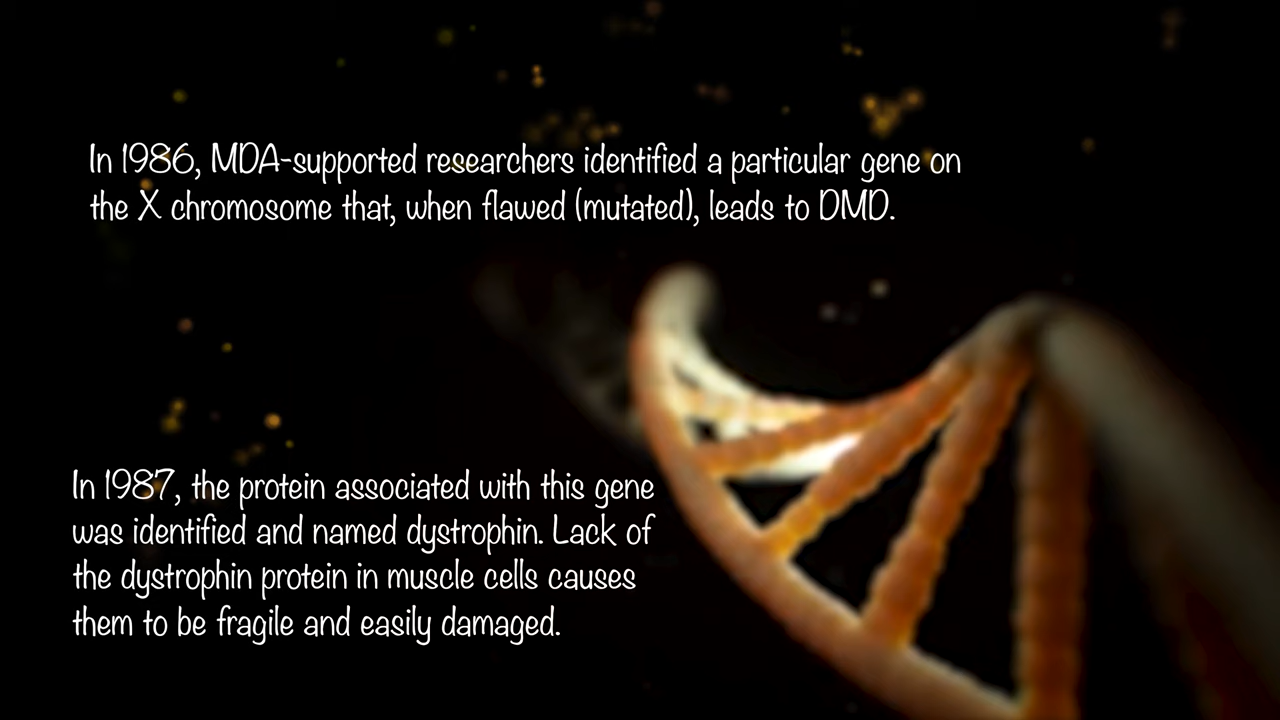 In 1986, MDA-supported researchers identified a particular gene on
the X chromosome that, when flawed (mutated), leads to DMD.
In 1987, the protein associated with this gene
was identified and named dystrophin. Lack of
the dystrophin protein in muscle cells causes
them to be fragile and easily damaged.